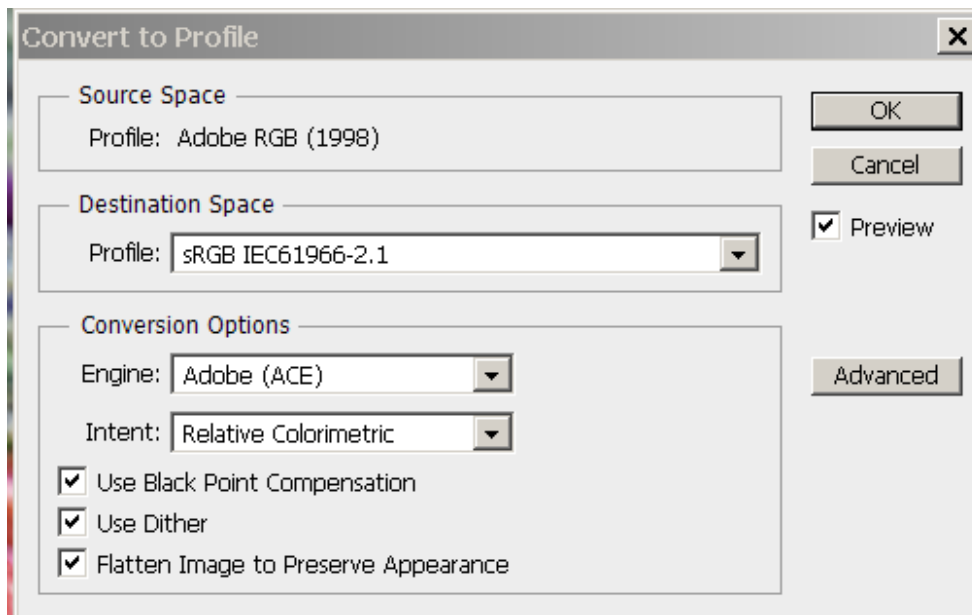 Convert to Profile
Source Space
Profile: Adobe RGB (1998)
OK
Cancel
Destination Space
Profile: sRGB IEC61966-2.1
Preview
Conversion Options
Engine: Adobe (ACE)
Advanced
Intent: Relative Colorimetric
Use Black Point Compensation
Use Dither
Flatten Image to Preserve Appearance